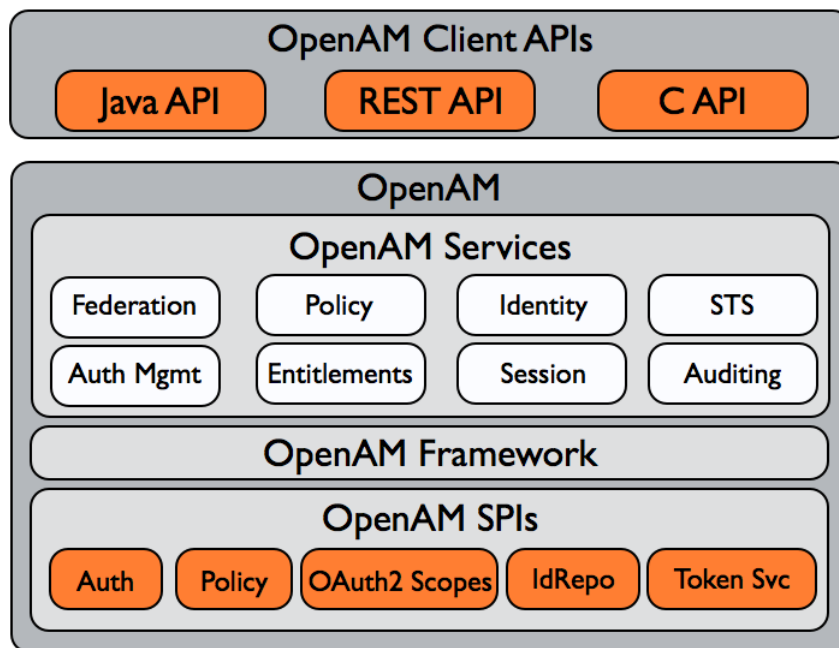 OpenAM Client APIs
Java API REST API C API
OpenAM
OpenAM Services
Federation Policy Identity STS
Auth Mgmt Entitlements Session Auditing
OpenAM Framework
OpenAM SPIs
Auth Policy OAuth2 Scopes IdRepo Token Svc